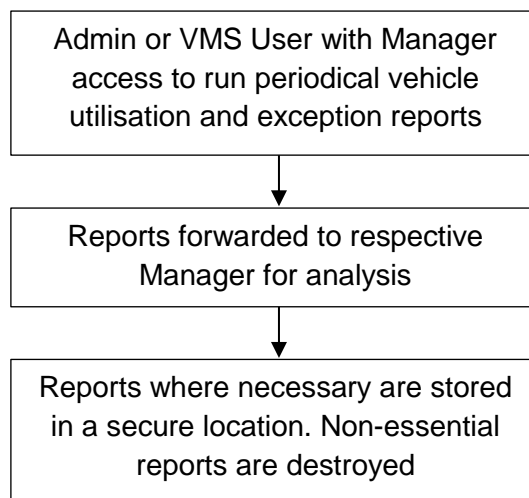 Admin or VMS User with Manager
access to run periodical vehicle
utilisation and exception reports
Reports forwarded to respective
Manager for analysis
Reports where necessary are stored
in a secure location. Non-essential
reports are destroyed